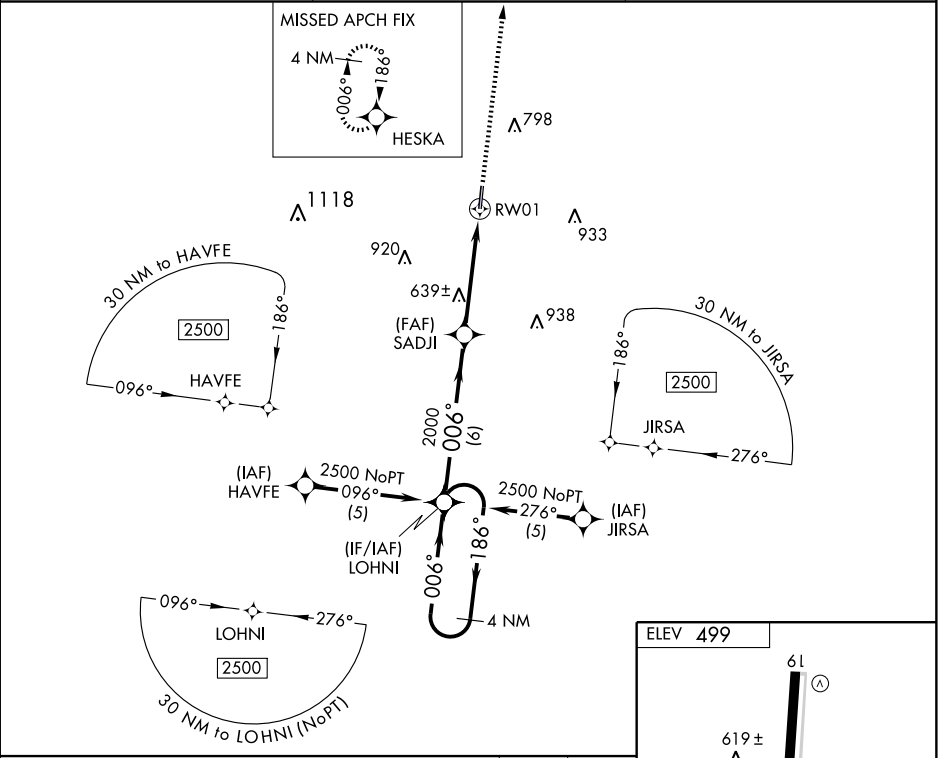 MISSED APCH FIX
4 NM
006°
186°
HESKA
798
1118
RW01
933
920
639±
938
(FAF)
SADJI
30 NM to HAVFE
2500
186°
HAVFE
096°
30 NM to JIRSA
186°
2500
JIRSA
276°
2000
006°
(6)
(IAF)
HAVFE
2500 NoPT
096°
(5)
2500 NoPT
276°
(5)
(IAF)
JIRSA
(IF/IAF)
LOHNI
006°
186°
4 NM
096°
276°
LOHNI
2500
30 NM to LOHNI (NoPT)
ELEV 499
19
619±